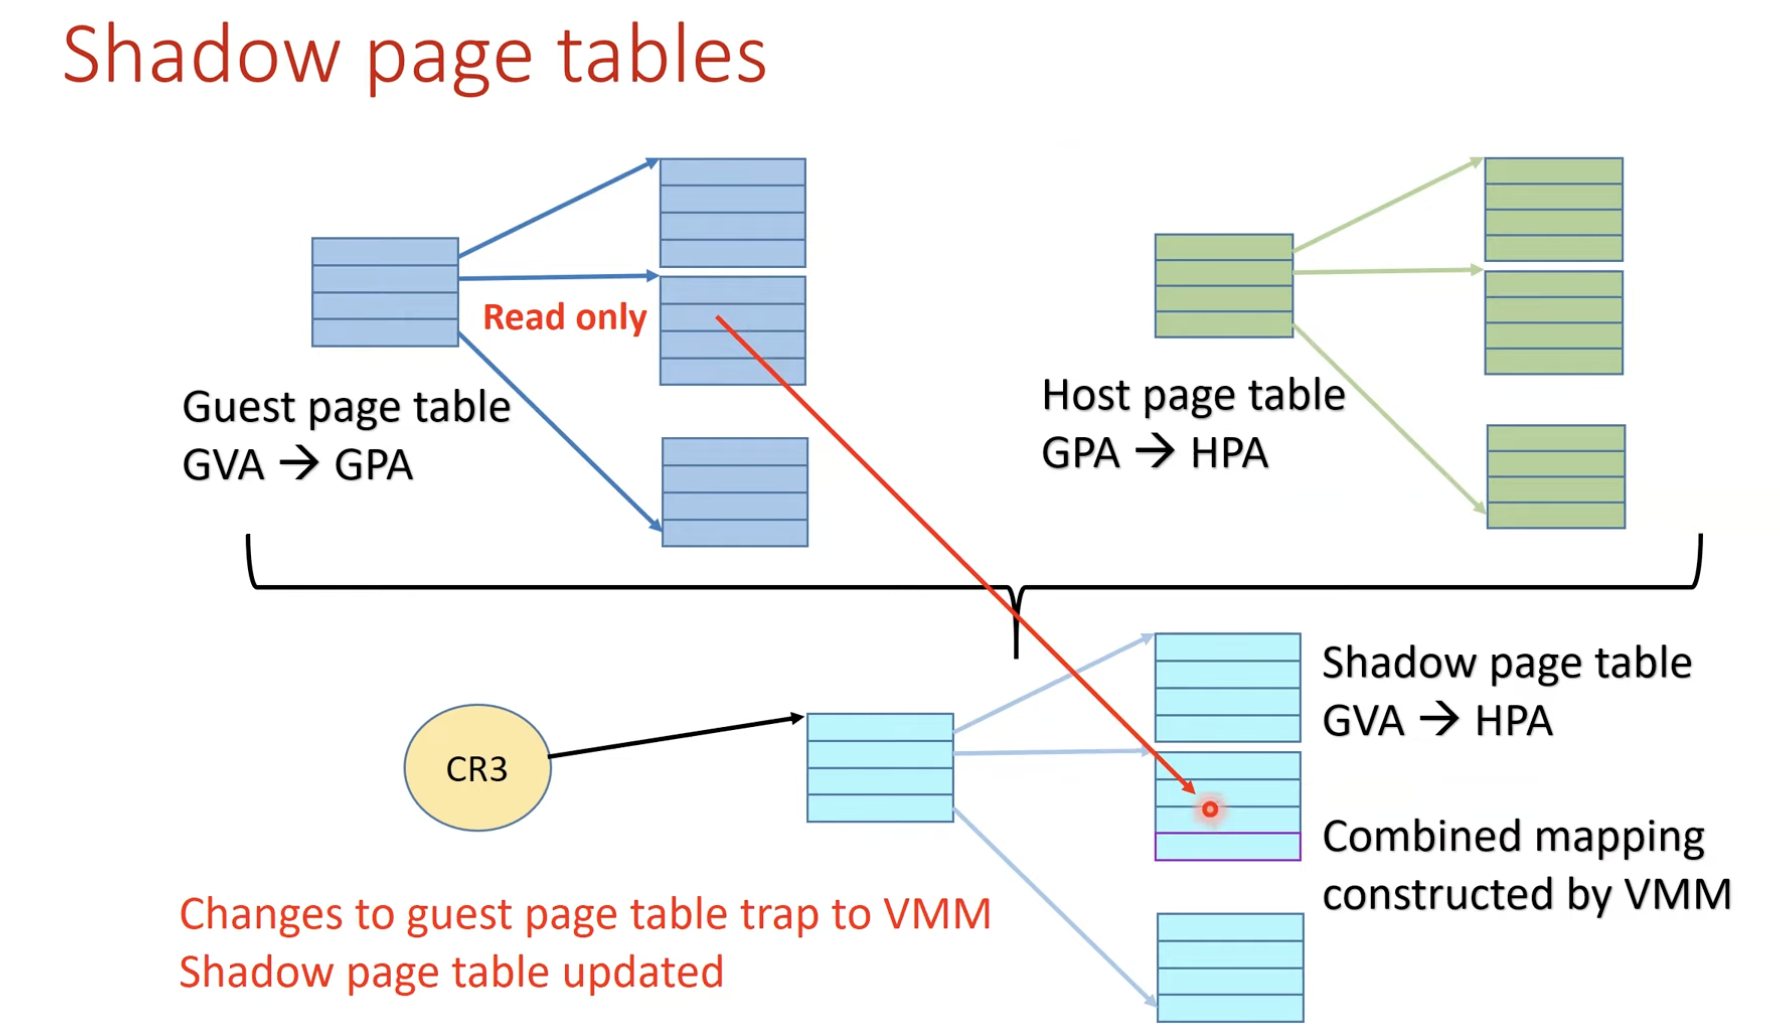 Shadow page tables
Read only
Guest page table
GVA → GPA
Host page table
GPA → HPA
CR3
Shadow page table
GVA → HPA
Combined mapping
constructed by VMM
Changes to guest page table trap to VMM
Shadow page table updated